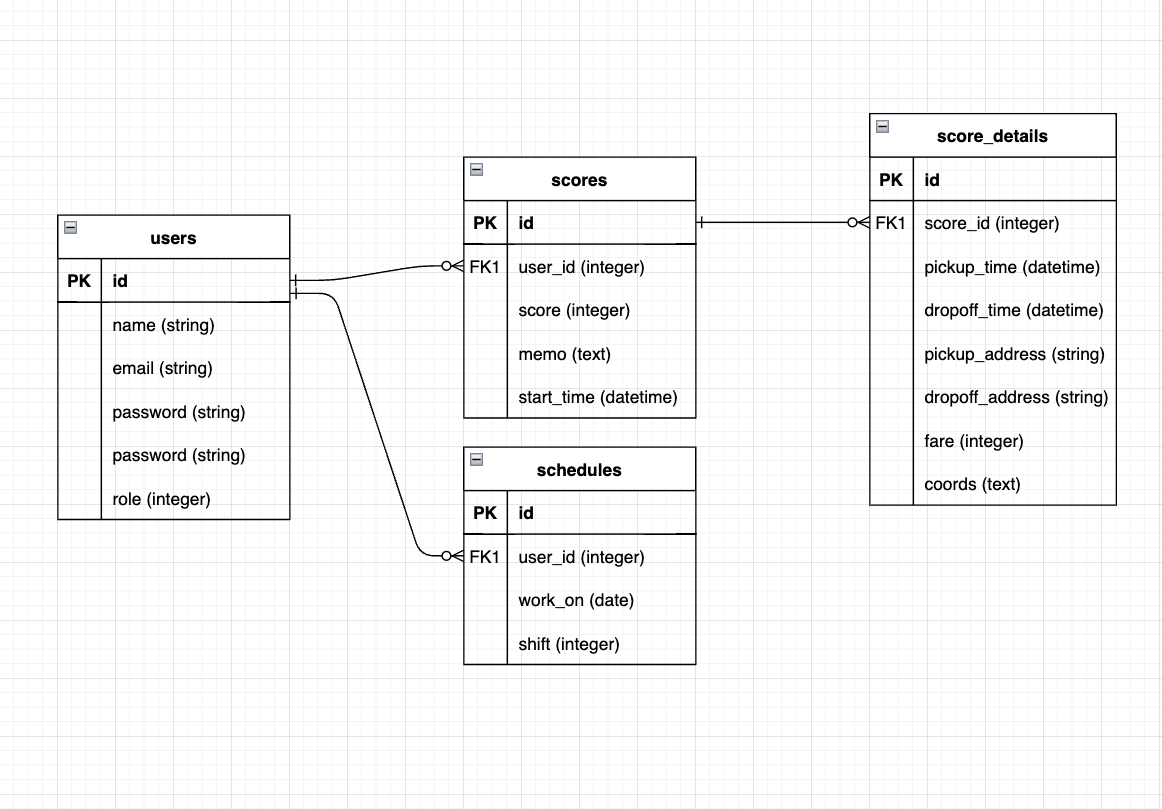 users
PK id
name (string)
email (string)
password (string)
password (string)
role (integer)
scores
PK id
FK1 user_id (integer)
score (integer)
memo (text)
start_time (datetime)
schedules
PK id
FK1 user_id (integer)
work_on (date)
shift (integer)
score_details
PK id
FK1 score_id (integer)
pickup_time (datetime)
dropoff_time (datetime)
pickup_address (string)
dropoff_address (string)
fare (integer)
coords (text)